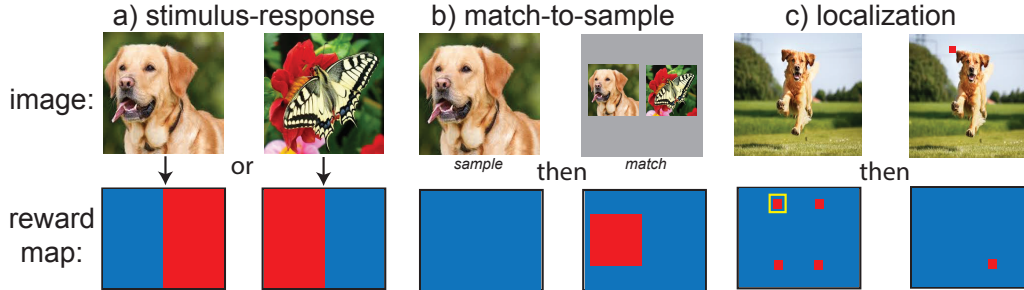 a) stimulus-response b) match-to-sample c) localization
image:
sample match
or then then
reward
map: